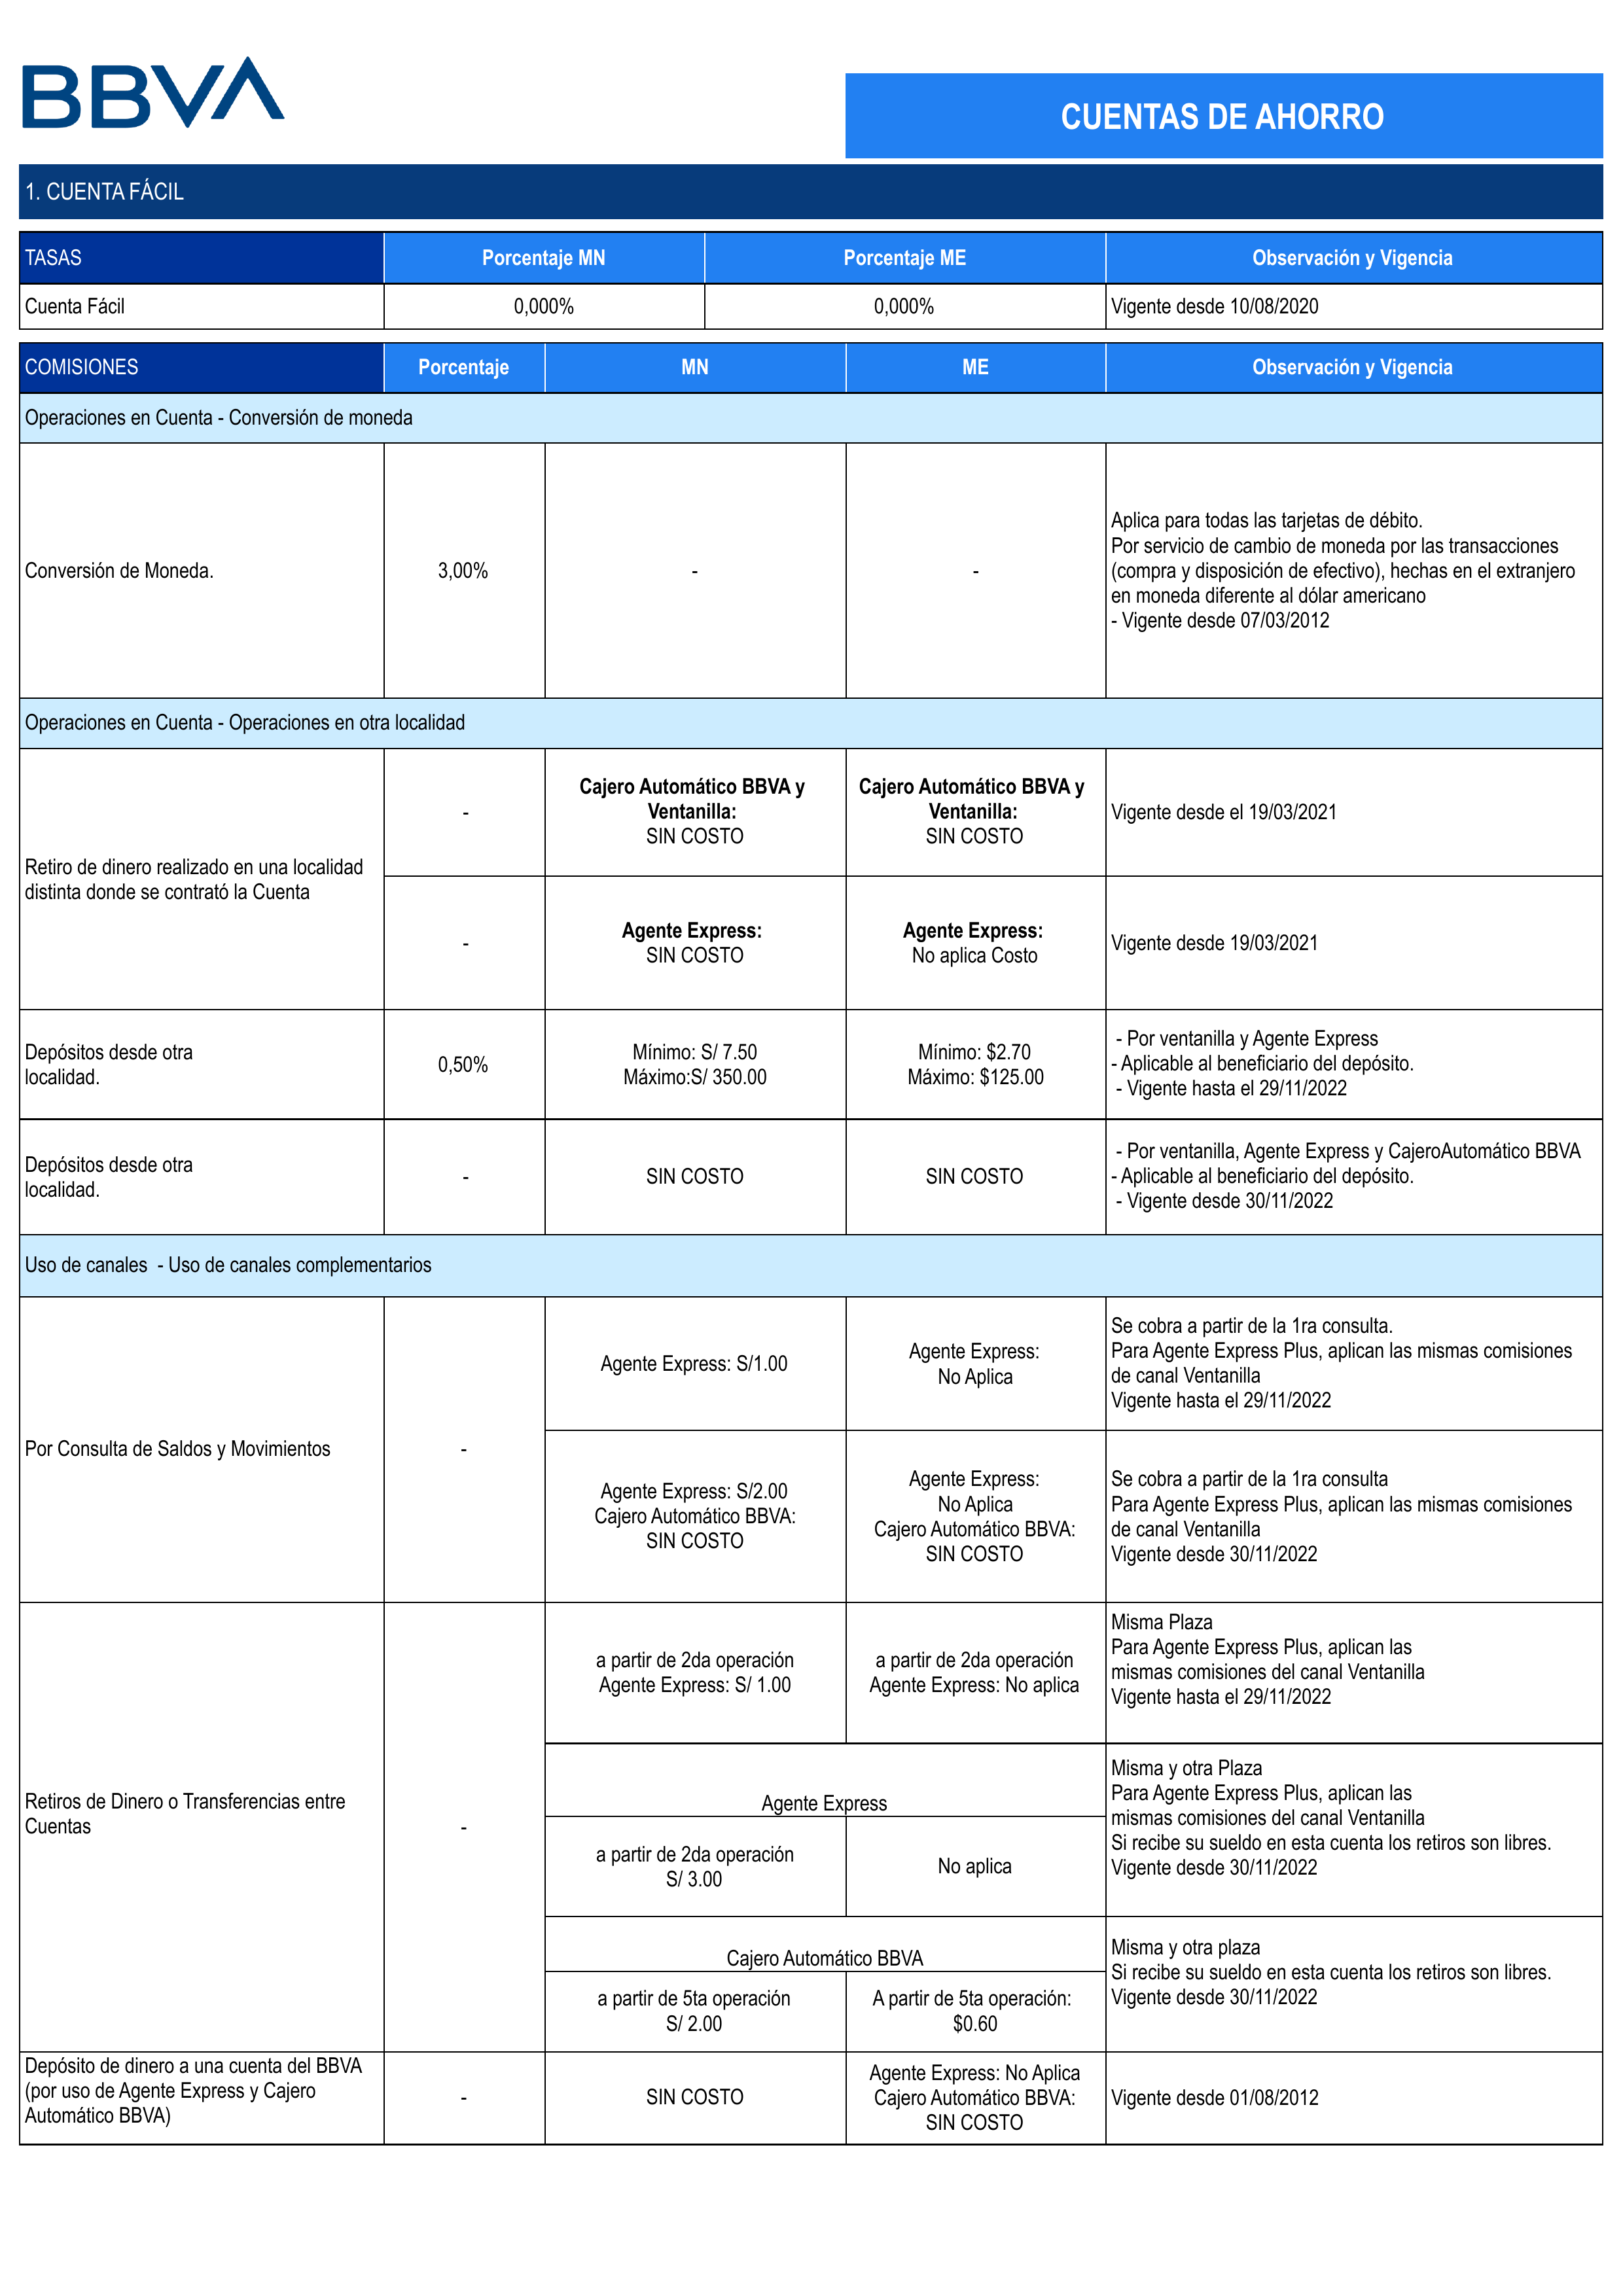 BBVA
CUENTAS DE AHORRO
1. CUENTA FÁCIL
TASAS
Porcentaje MN
Porcentaje ME
Observación y Vigencia
Cuenta Fácil
0,000%
0,000%
Vigente desde 10/08/2020
COMISIONES
Porcentaje
MN
ME
Observación y Vigencia
Operaciones en Cuenta - Conversión de moneda
Conversión de Moneda.
3,00%
-
-
Aplica para todas las tarjetas de débito.
Por servicio de cambio de moneda por las transacciones
(compra y disposición de efectivo), hechas en el extranjero
en moneda diferente al dólar americano
- Vigente desde 07/03/2012
Operaciones en Cuenta - Operaciones en otra localidad
Retiro de dinero realizado en una localidad
distinta donde se contrató la Cuenta
-
Cajero Automático BBVA y
Ventanilla:
SIN COSTO
Cajero Automático BBVA y
Ventanilla:
SIN COSTO
Vigente desde el 19/03/2021
-
Agente Express:
SIN COSTO
Agente Express:
No aplica Costo
Vigente desde 19/03/2021
Depósitos desde otra
localidad.
0,50%
Mínimo: S/ 7.50
Máximo:S/ 350.00
Mínimo: $2.70
Máximo: $125.00
- Por ventanilla y Agente Express
- Aplicable al beneficiario del depósito.
- Vigente hasta el 29/11/2022
Depósitos desde otra
localidad.
-
SIN COSTO
SIN COSTO
- Por ventanilla, Agente Express y CajeroAutomático BBVA
- Aplicable al beneficiario del depósito.
- Vigente desde 30/11/2022
Uso de canales  - Uso de canales complementarios
Por Consulta de Saldos y Movimientos
-
Agente Express: S/1.00
Agente Express:
No Aplica
Se cobra a partir de la 1ra consulta.
Para Agente Express Plus, aplican las mismas comisiones
de canal Ventanilla
Vigente hasta el 29/11/2022
Agente Express: S/2.00
Cajero Automático BBVA:
SIN COSTO
Agente Express:
No Aplica
Cajero Automático BBVA:
SIN COSTO
Se cobra a partir de la 1ra consulta
Para Agente Express Plus, aplican las mismas comisiones
de canal Ventanilla
Vigente desde 30/11/2022
Retiros de Dinero o Transferencias entre
Cuentas
-
a partir de 2da operación
Agente Express: S/ 1.00
a partir de 2da operación
Agente Express: No aplica
Misma Plaza
Para Agente Express Plus, aplican las
mismas comisiones del canal Ventanilla
Vigente hasta el 29/11/2022
Agente Express
a partir de 2da operación
S/ 3.00
No aplica
Misma y otra Plaza
Para Agente Express Plus, aplican las
mismas comisiones del canal Ventanilla
Si recibe su sueldo en esta cuenta los retiros son libres.
Vigente desde 30/11/2022
Cajero Automático BBVA
a partir de 5ta operación
S/ 2.00
A partir de 5ta operación:
$0.60
Misma y otra plaza
Si recibe su sueldo en esta cuenta los retiros son libres.
Vigente desde 30/11/2022
Depósito de dinero a una cuenta del BBVA
(por uso de Agente Express y Cajero
Automático BBVA)
-
SIN COSTO
Agente Express: No Aplica
Cajero Automático BBVA:
SIN COSTO
Vigente desde 01/08/2012